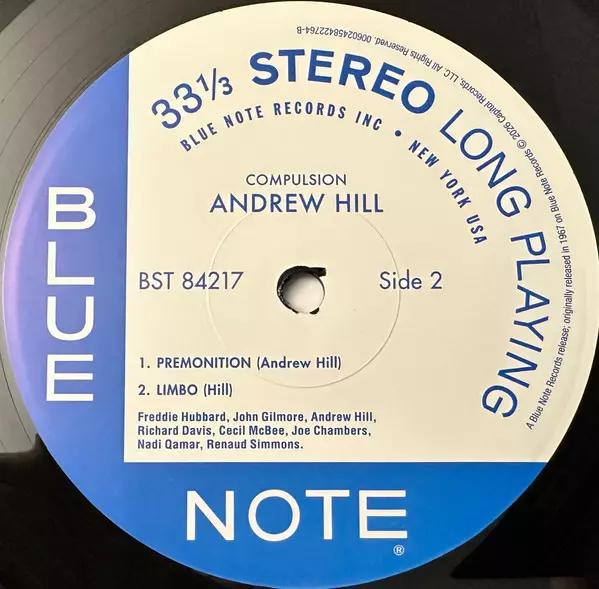 33⅓ STEREO LONG PLAYING
BLUE NOTE RECORDS INC • NEW YORK USA
A Blue Note Records release; originally released in 1967 on Blue Note Records © 2026 Capitol Records, LLC. All Rights Reserved. 00602458422764-B
COMPULSION
ANDREW HILL
BST 84217
Side 2
1. PREMONITION (Andrew Hill)
2. LIMBO (Hill)
Freddie Hubbard, John Gilmore, Andrew Hill,
Richard Davis, Cecil McBee, Joe Chambers,
Nadi Qamar, Renaud Simmons.
BLUE
NOTE®